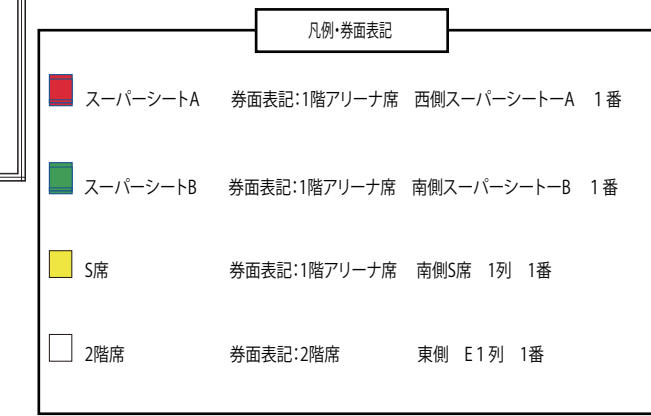 凡例・券面表記
スーパーシートA 券面表記:1階アリーナ席 西側スーパーシートーA 1番
スーパーシートB 券面表記:1階アリーナ席 南側スーパーシートーB 1番
S席 券面表記:1階アリーナ席 南側S席 1列 1番
2階席 券面表記:2階席 東側 E1列 1番